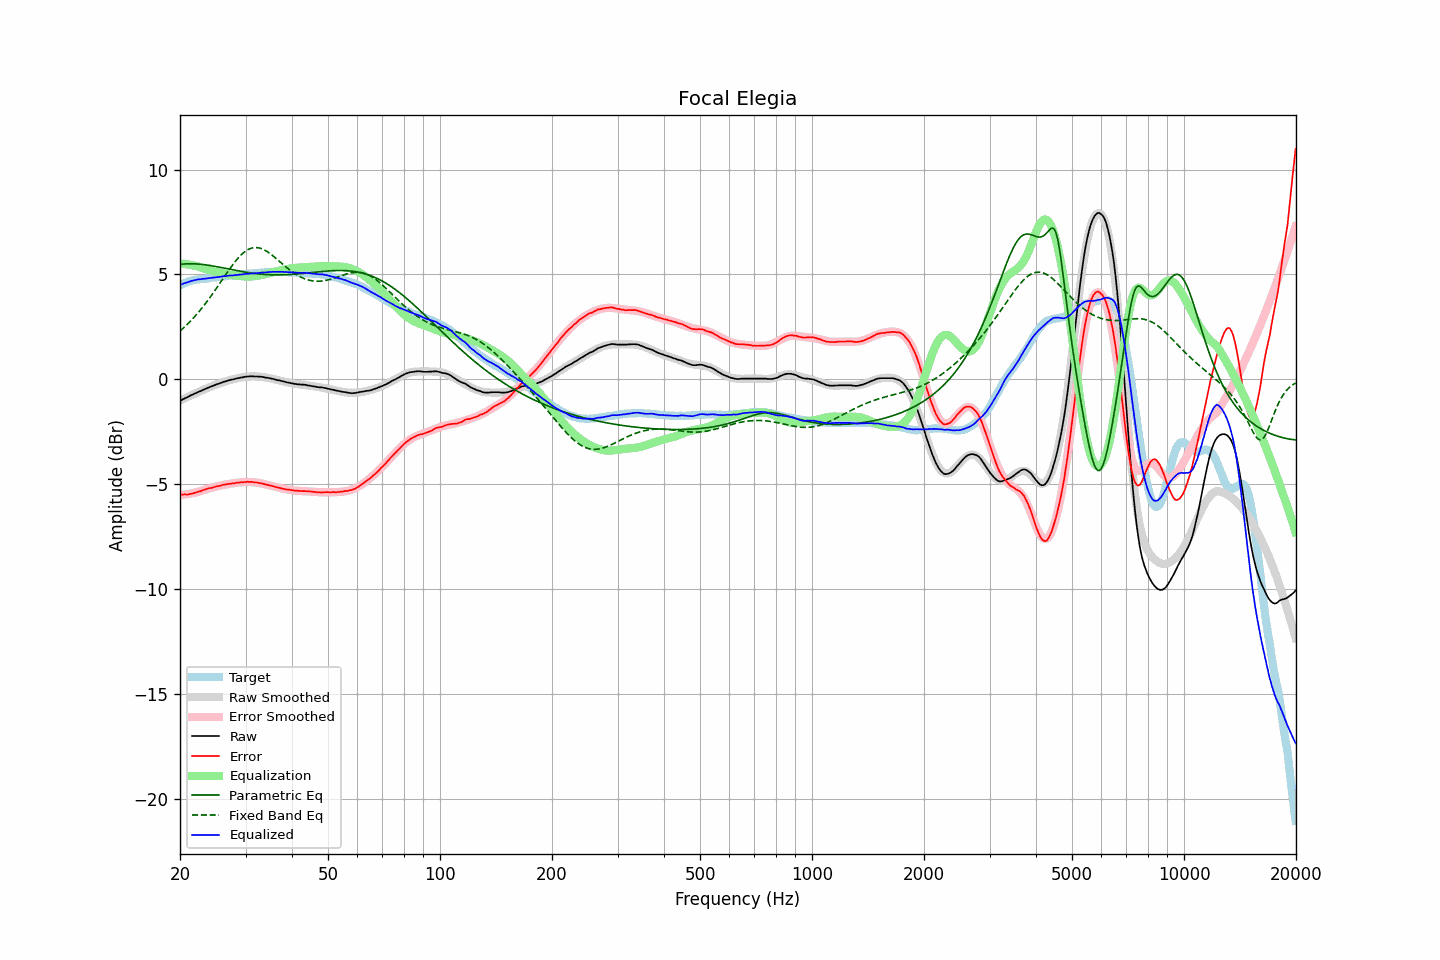 Focal Elegia
Amplitude (dBr)
10
5
0
−5
−10
−15
−20
Target
Raw Smoothed
Error Smoothed
Raw
Error
Equalization
Parametric Eq
Fixed Band Eq
Equalized
20 50 100 200 500 1000 2000 5000 10000 20000
Frequency (Hz)